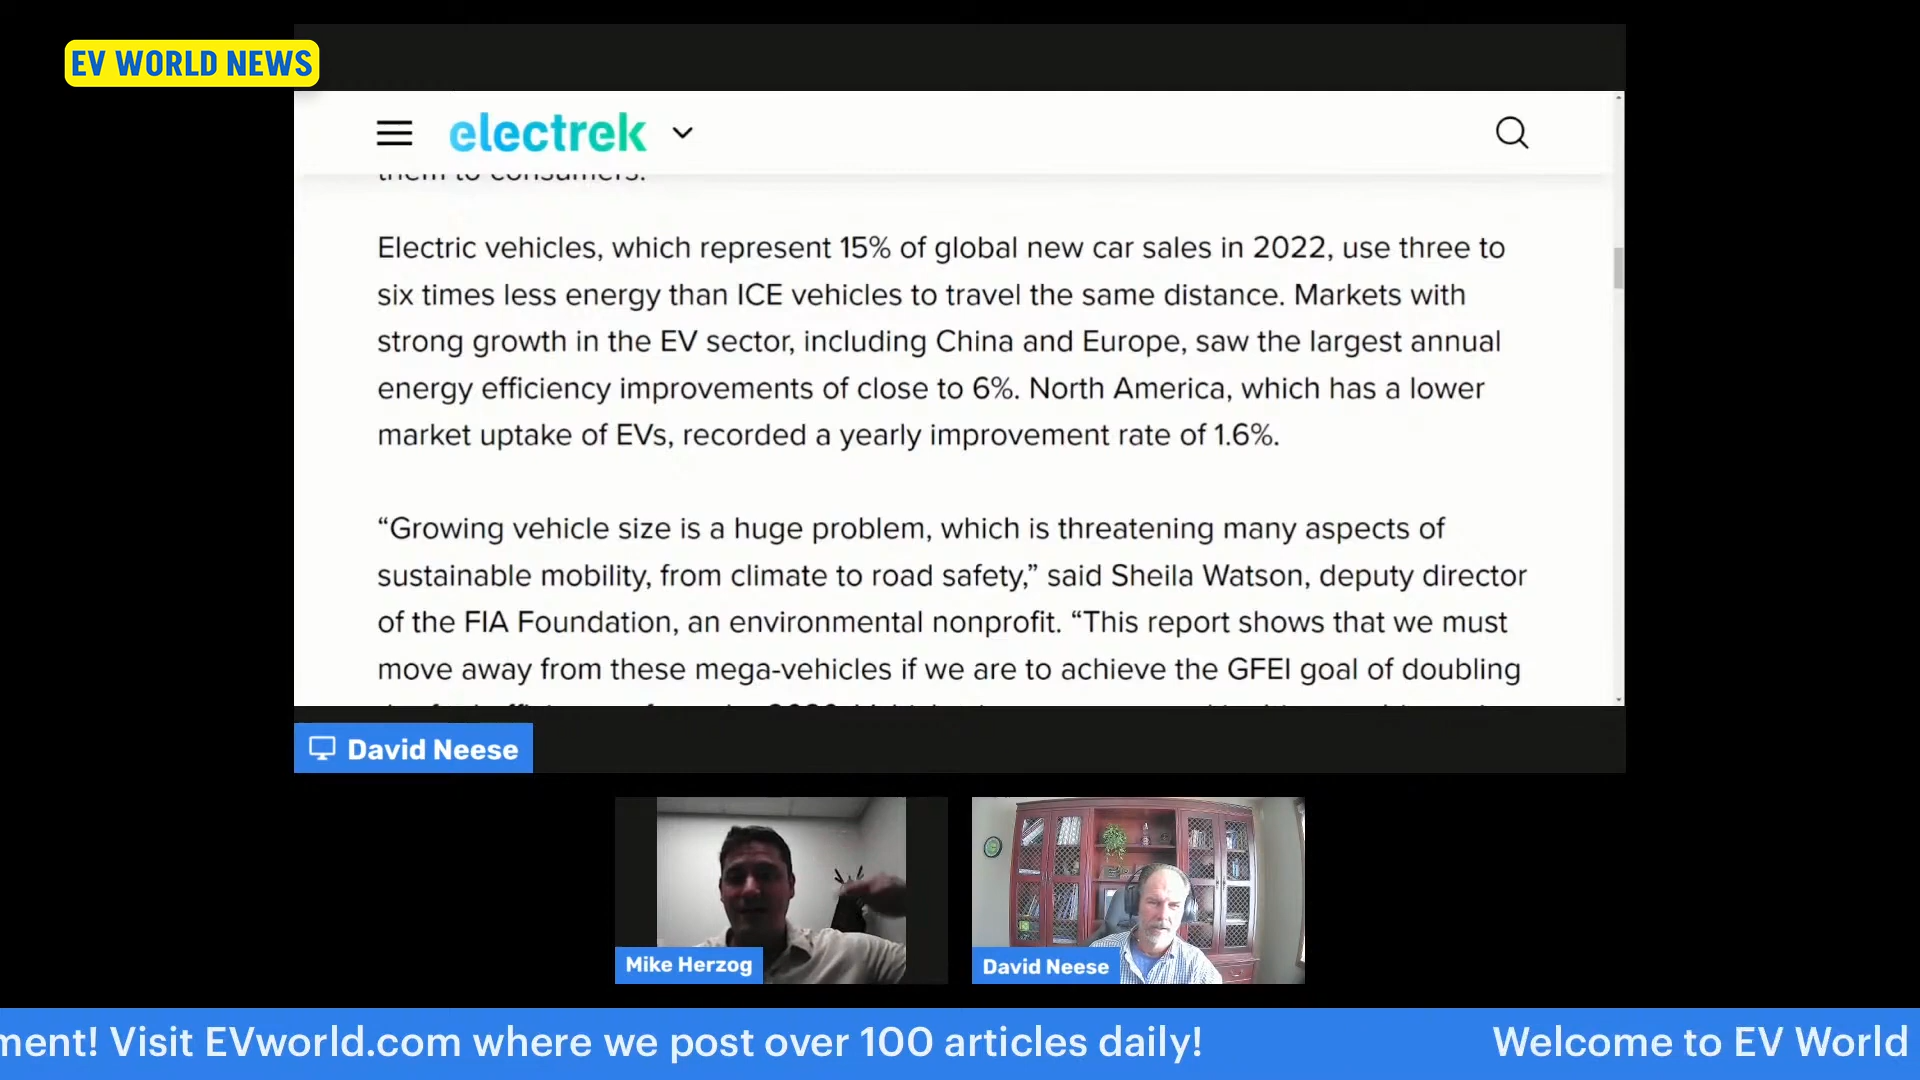 EV WORLD NEWS
electrek
them to consumers.
Electric vehicles, which represent 15% of global new car sales in 2022, use three to
six times less energy than ICE vehicles to travel the same distance. Markets with
strong growth in the EV sector, including China and Europe, saw the largest annual
energy efficiency improvements of close to 6%. North America, which has a lower
market uptake of EVs, recorded a yearly improvement rate of 1.6%.
“Growing vehicle size is a huge problem, which is threatening many aspects of
sustainable mobility, from climate to road safety,” said Sheila Watson, deputy director
of the FIA Foundation, an environmental nonprofit. “This report shows that we must
move away from these mega-vehicles if we are to achieve the GFEI goal of doubling
David Neese
Mike Herzog
David Neese
ment! Visit EVworld.com where we post over 100 articles daily!
Welcome to EV World